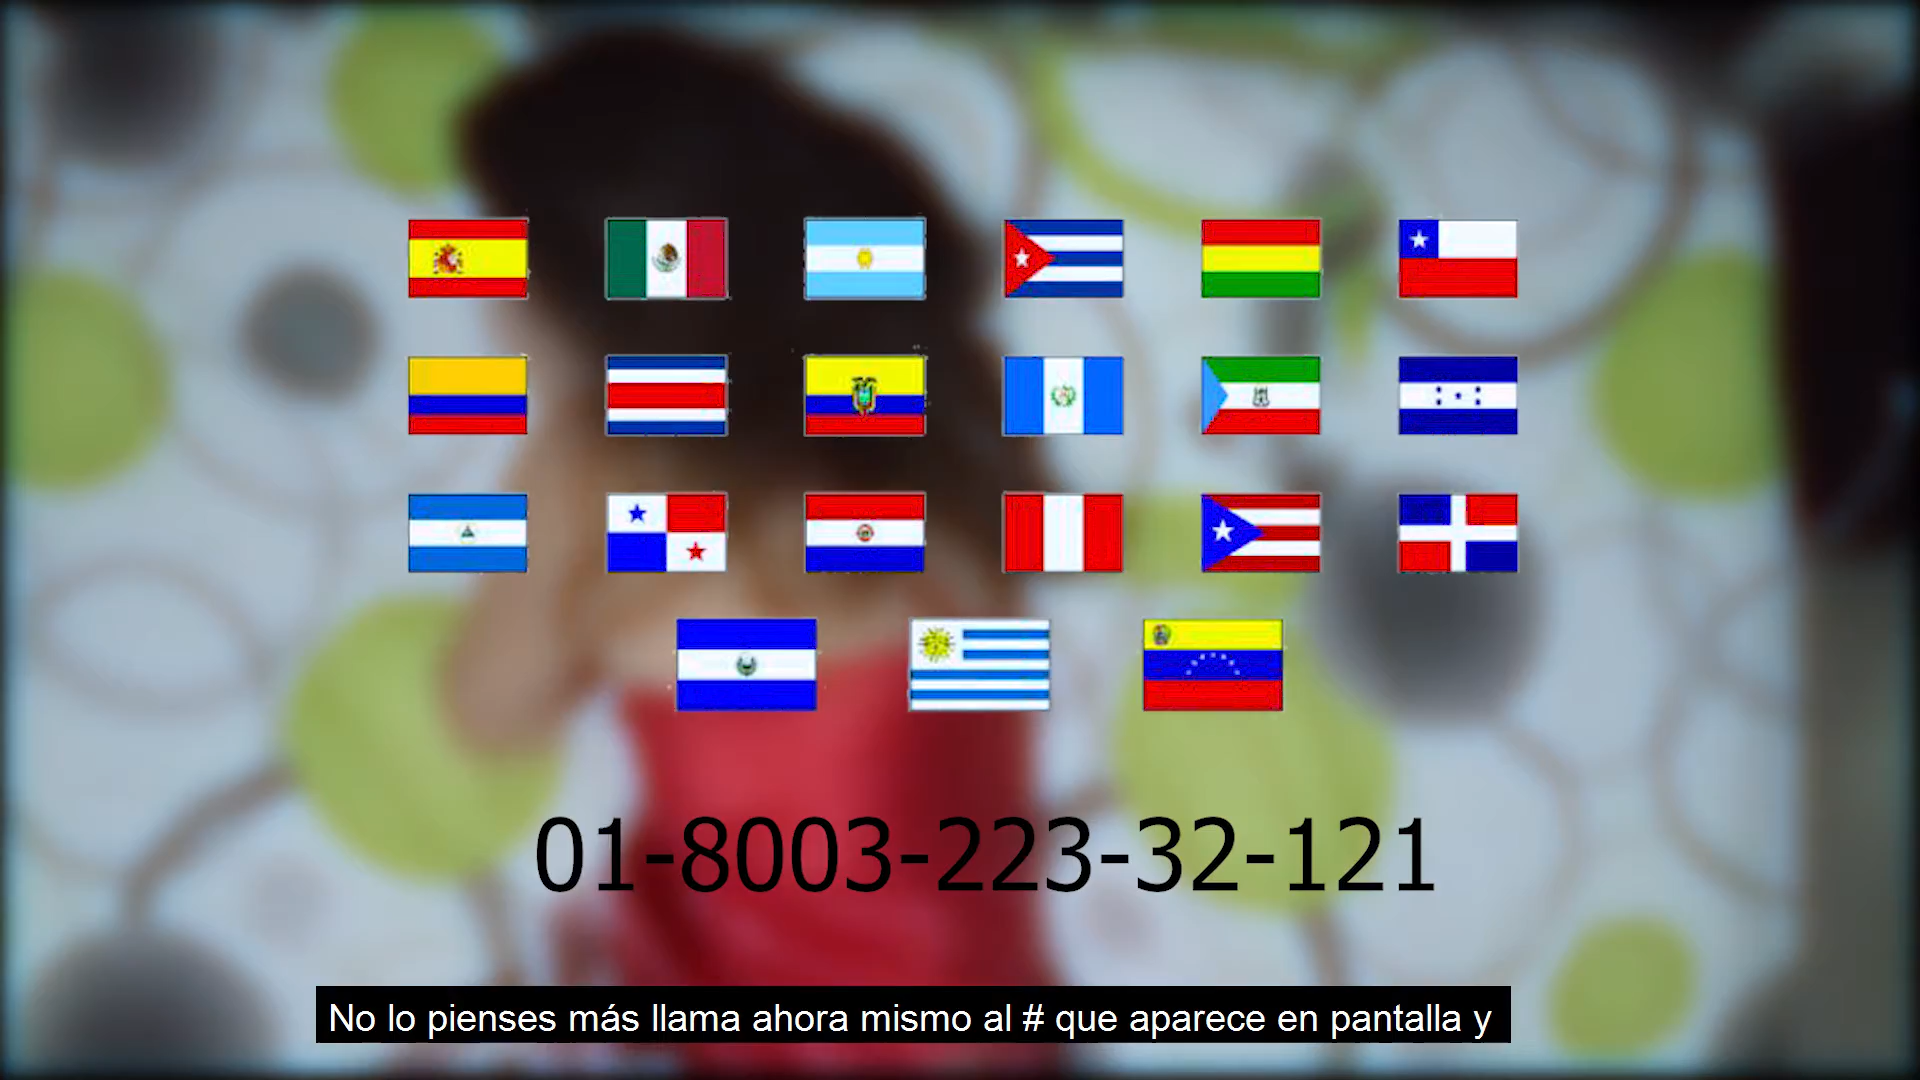 01-8003-223-32-121
No lo pienses más llama ahora mismo al # que aparece en pantalla y